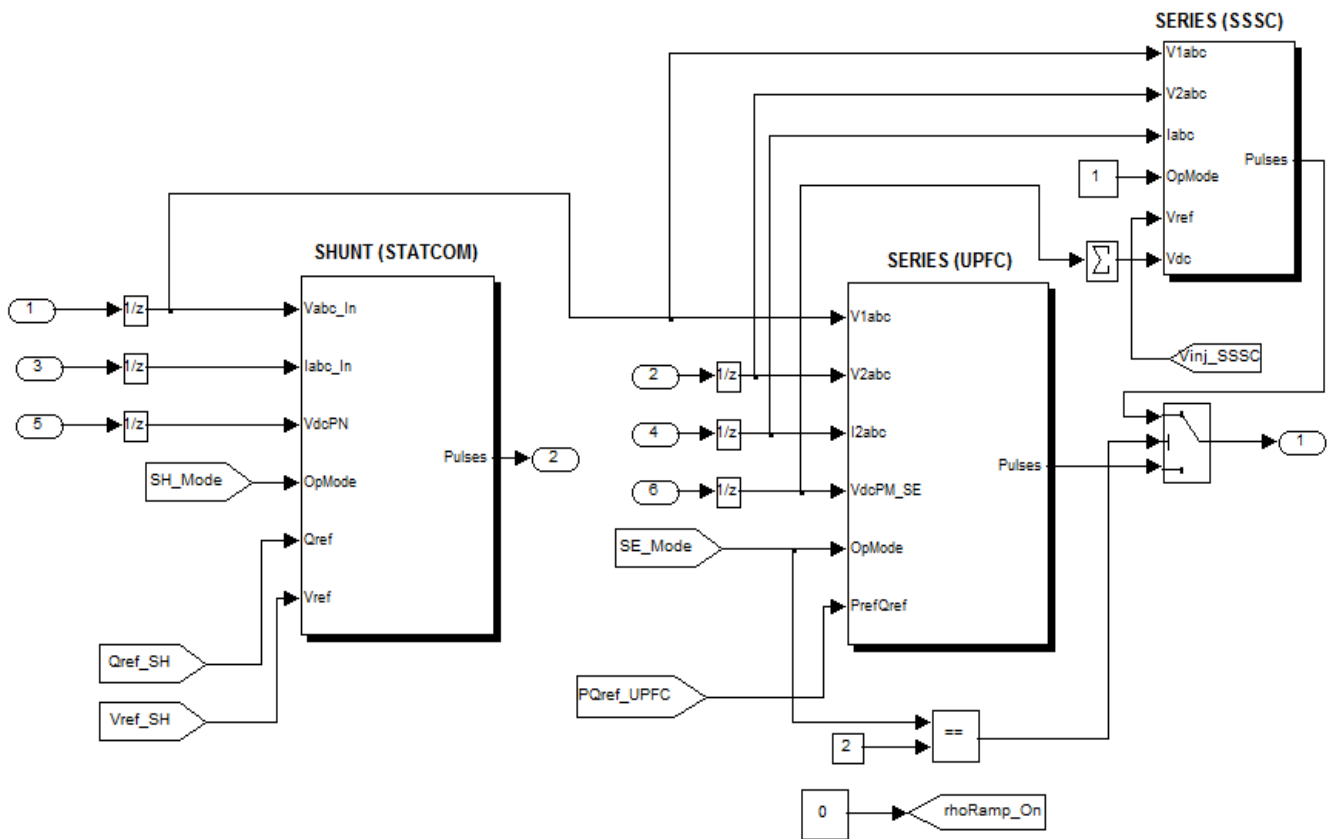 SERIES (SSSC)
V1abc
V2abc
Iabc
Pulses
1
OpMode
Vref
Σ
Vdc
SHUNT (STATCOM)
SERIES (UPFC)
1
1/z
Vabc_In
V1abc
3
1/z
Iabc_In
2
1/z
V2abc
Vinj_SSSC
5
1/z
VdcPN
4
1/z
I2abc
1
Pulses
2
Pulses
SH_Mode
OpMode
6
1/z
VdcPM_SE
Qref
SE_Mode
OpMode
Vref
PrefQref
Qref_SH
PQref_UPFC
Vref_SH
2
==
0
rhoRamp_On